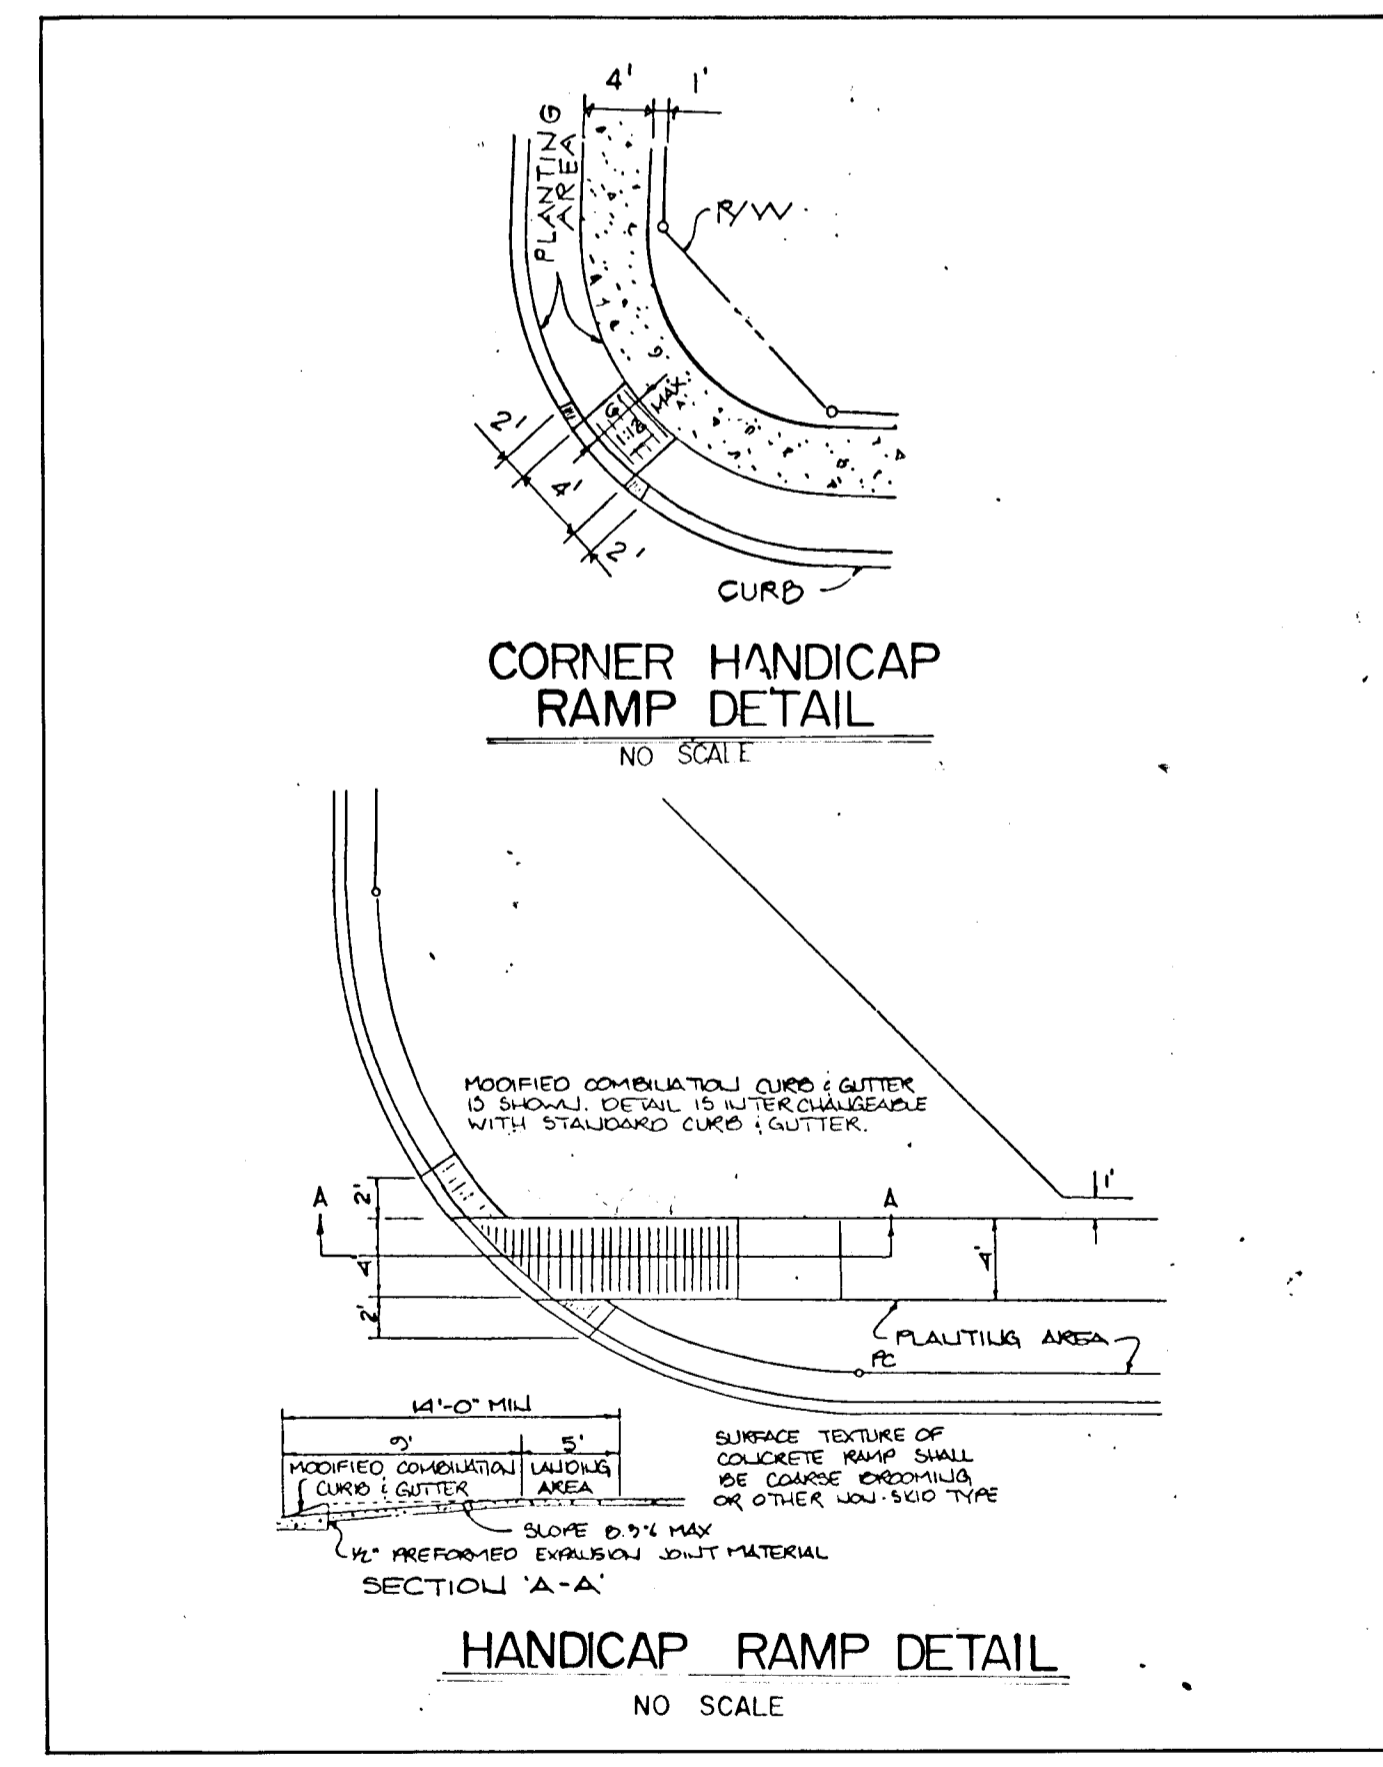 4' 1'
PLANTING
AREA
R/W
6' MAX.
1:12
2'
4'
2'
CURB
CORNER HANDICAP
RAMP DETAIL
NO SCALE
MODIFIED COMBINATION CURB & GUTTER
IS SHOWN. DETAIL IS INTERCHANGEABLE
WITH STANDARD CURB & GUTTER.
1'
A 2' A
4' 4'
2'
PLANTING AREA
PC
14'-0" MIN
9' 5'
MODIFIED COMBINATION
CURB & GUTTER
LANDING
AREA
SURFACE TEXTURE OF
CONCRETE RAMP SHALL
BE COARSE BROOMING
OR OTHER NON-SKID TYPE
SLOPE 8.3% MAX
1/2" PREFORMED EXPANSION JOINT MATERIAL
SECTION 'A-A'
HANDICAP RAMP DETAIL
NO SCALE